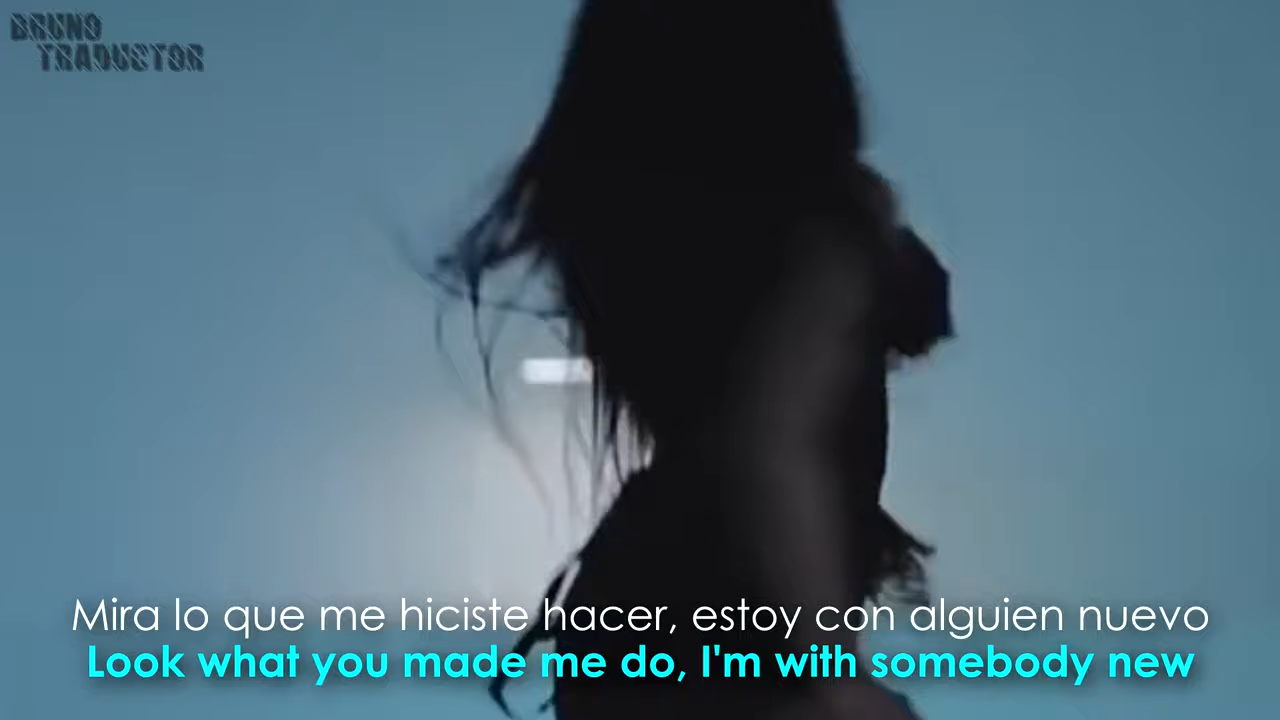 BRUNO
TRADUCTOR
Mira lo que me hiciste hacer, estoy con alguien nuevo
Look what you made me do, I'm with somebody new